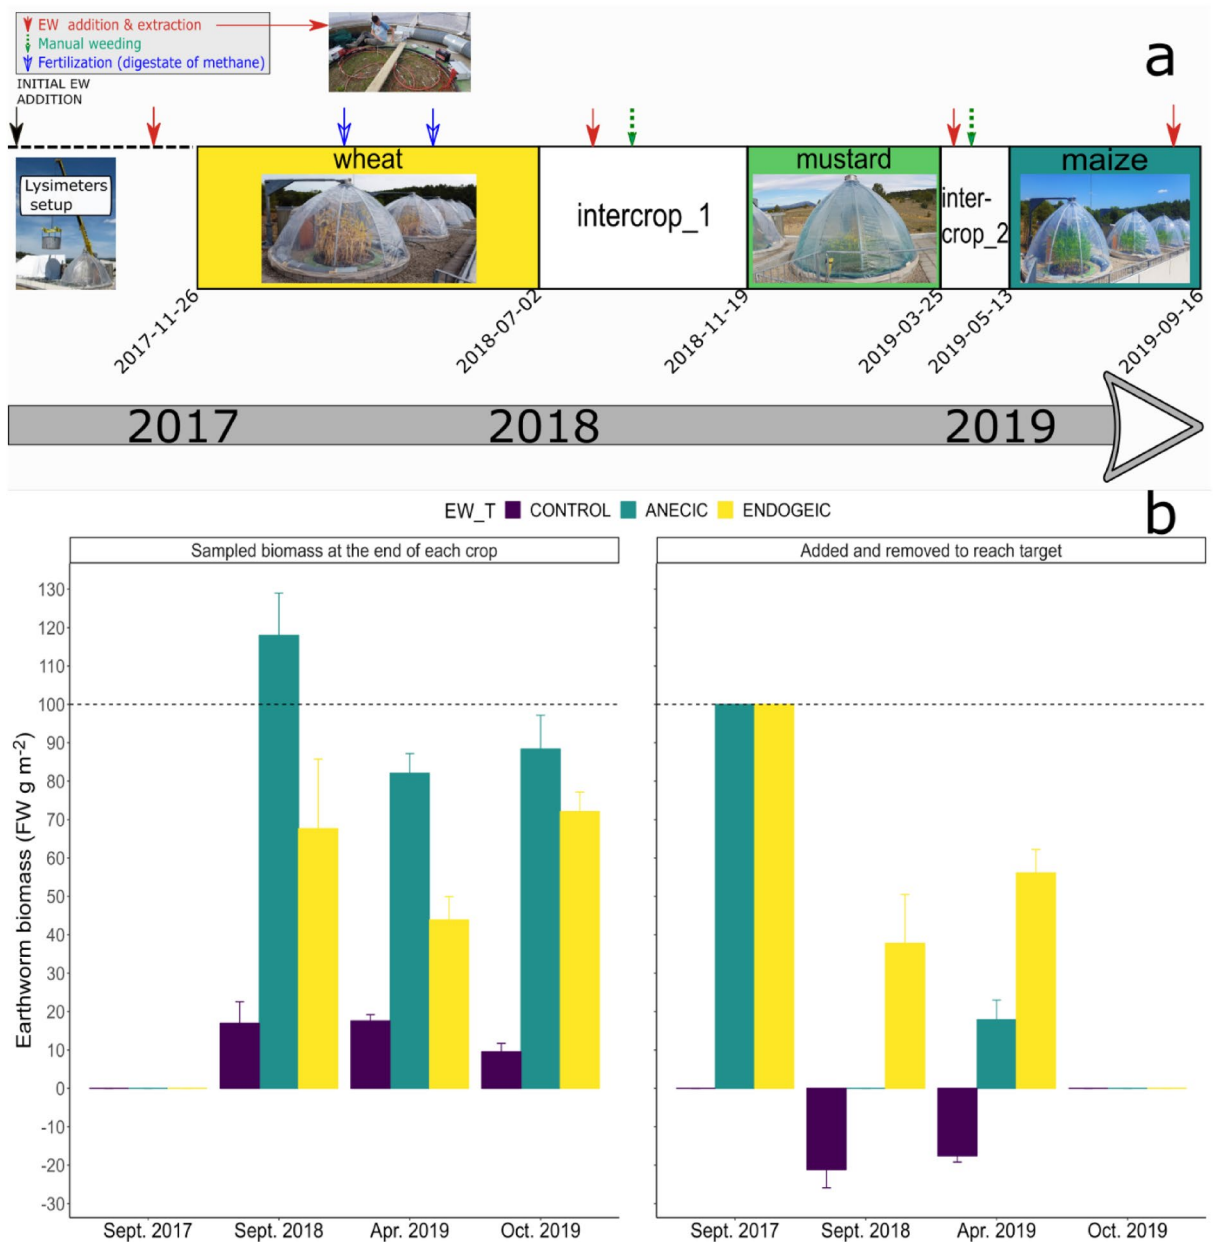 EW addition & extraction
Manual weeding
Fertilization (digestate of methane)
INITIAL EW
ADDITION
a
Lysimeters
setup
wheat
intercrop_1
mustard
inter-
crop_2
maize
2017-11-26
2018-07-02
2018-11-19
2019-03-25
2019-05-13
2019-09-16
2017
2018
2019
b
EW_T CONTROL ANECIC ENDOGEIC
Sampled biomass at the end of each crop
Added and removed to reach target
Earthworm biomass (FW g m-2)
130
120
110
100
90
80
70
60
50
40
30
20
10
0
-10
-20
-30
Sept. 2017 Sept. 2018 Apr. 2019 Oct. 2019
Sept. 2017 Sept. 2018 Apr. 2019 Oct. 2019